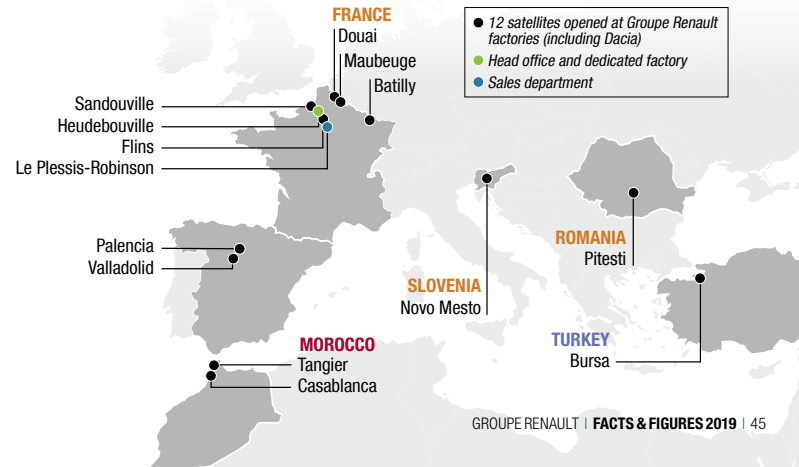 FRANCE
Douai
Maubeuge
Batilly
12 satellites opened at Groupe Renault
factories (including Dacia)
Head office and dedicated factory
Sales department
Sandouville
Heudebouville
Flins
Le Plessis-Robinson
Palencia
Valladolid
ROMANIA
Pitesti
SLOVENIA
Novo Mesto
TURKEY
Bursa
MOROCCO
Tangier
Casablanca
GROUPE RENAULT | FACTS & FIGURES 2019 | 45